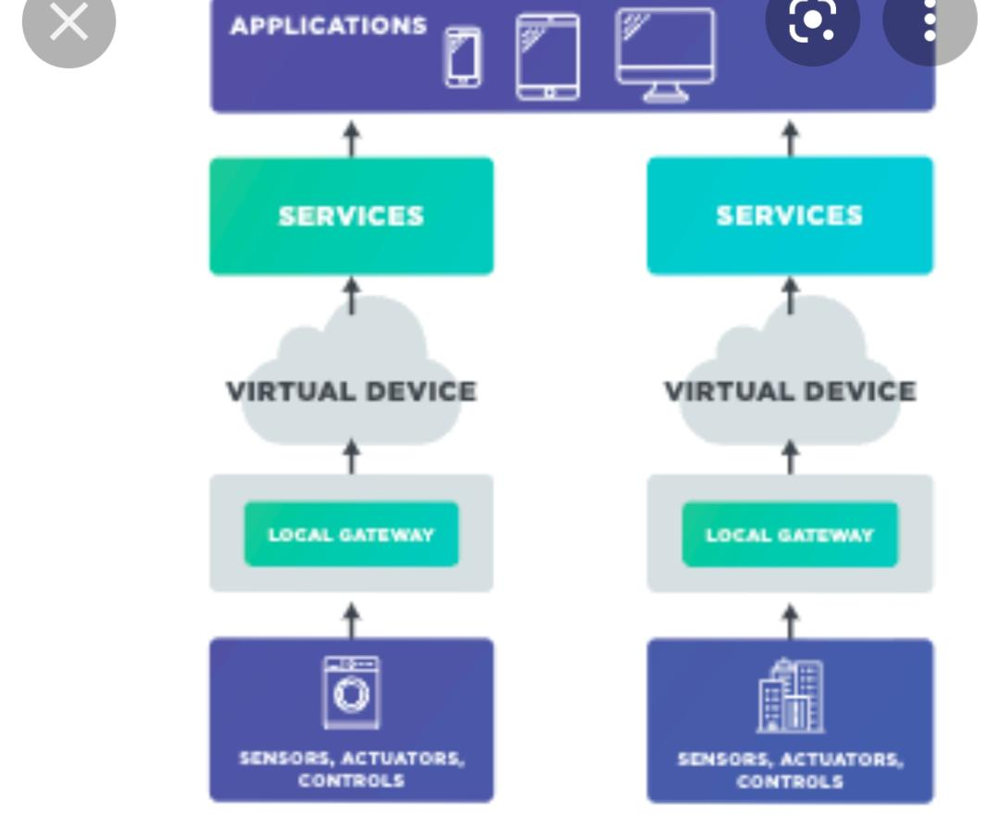 APPLICATIONS
SERVICES
SERVICES
VIRTUAL DEVICE
VIRTUAL DEVICE
LOCAL GATEWAY
LOCAL GATEWAY
SENSORS, ACTUATORS,
CONTROLS
SENSORS, ACTUATORS,
CONTROLS